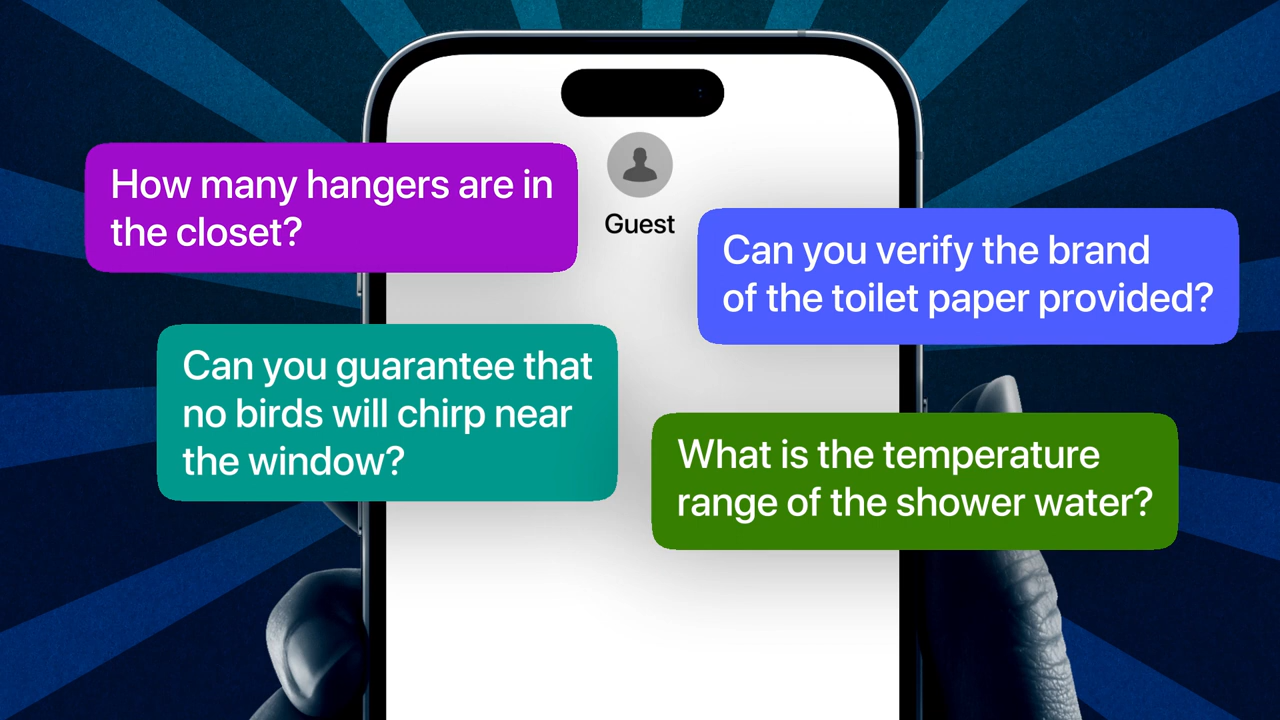 How many hangers are in
the closet?
Guest
Can you verify the brand
of the toilet paper provided?
Can you guarantee that
no birds will chirp near
the window?
What is the temperature
range of the shower water?